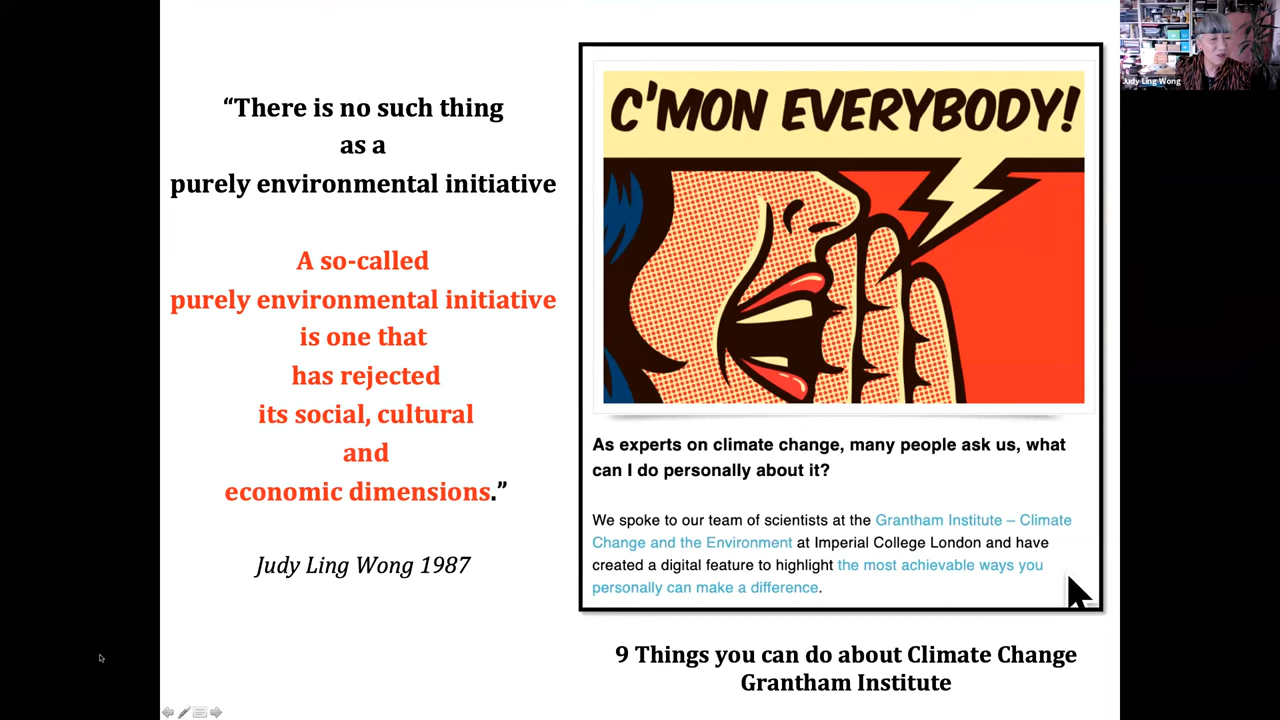 “There is no such thing
as a
purely environmental initiative
A so-called
purely environmental initiative
is one that
has rejected
its social, cultural
and
economic dimensions.”
Judy Ling Wong 1987
C'MON EVERYBODY!
As experts on climate change, many people ask us, what
can I do personally about it?
We spoke to our team of scientists at the Grantham Institute – Climate
Change and the Environment at Imperial College London and have
created a digital feature to highlight the most achievable ways you
personally can make a difference.
9 Things you can do about Climate Change
Grantham Institute
Judy Ling Wong